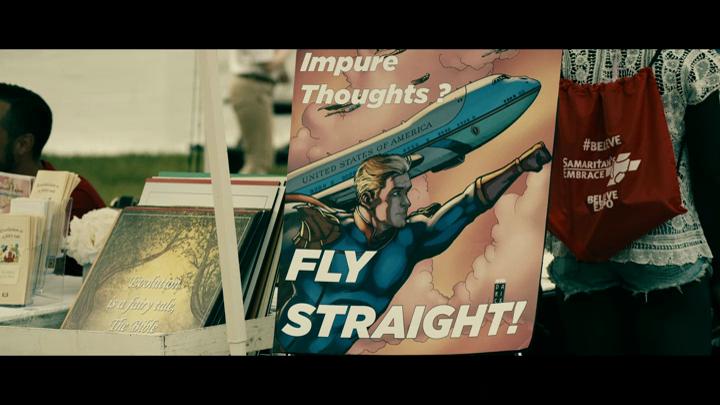 Impure
Thoughts ?
UNITED STATES OF AMERICA
FLY
STRAIGHT!
Evolution
is a fairy tale,
The Bible
#BELIEVE
SAMARITAN'S
EMBRACE
BELIEVE
EXPO